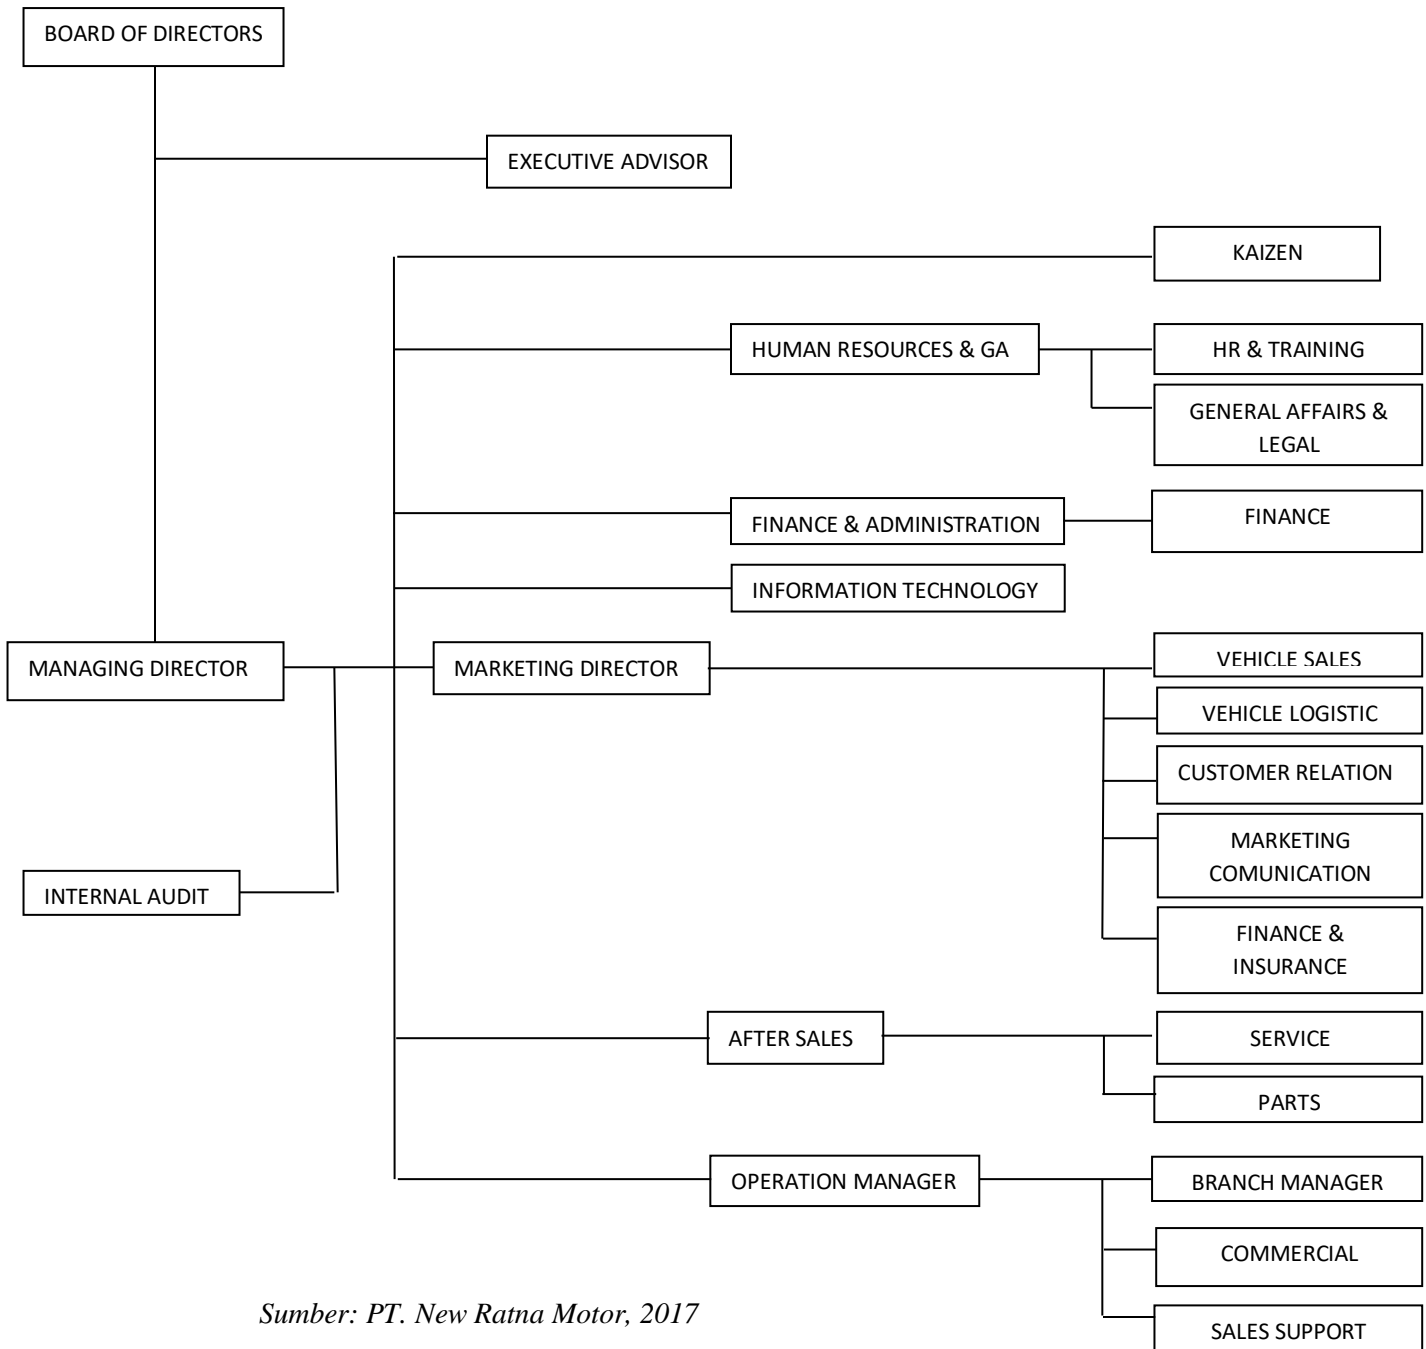 BOARD OF DIRECTORS
EXECUTIVE ADVISOR
KAIZEN
HUMAN RESOURCES & GA
HR & TRAINING
GENERAL AFFAIRS &
LEGAL
FINANCE & ADMINISTRATION
FINANCE
INFORMATION TECHNOLOGY
MANAGING DIRECTOR
MARKETING DIRECTOR
VEHICLE SALES
VEHICLE LOGISTIC
CUSTOMER RELATION
MARKETING
COMUNICATION
INTERNAL AUDIT
FINANCE &
INSURANCE
AFTER SALES
SERVICE
PARTS
OPERATION MANAGER
BRANCH MANAGER
COMMERCIAL
SALES SUPPORT
Sumber: PT. New Ratna Motor, 2017